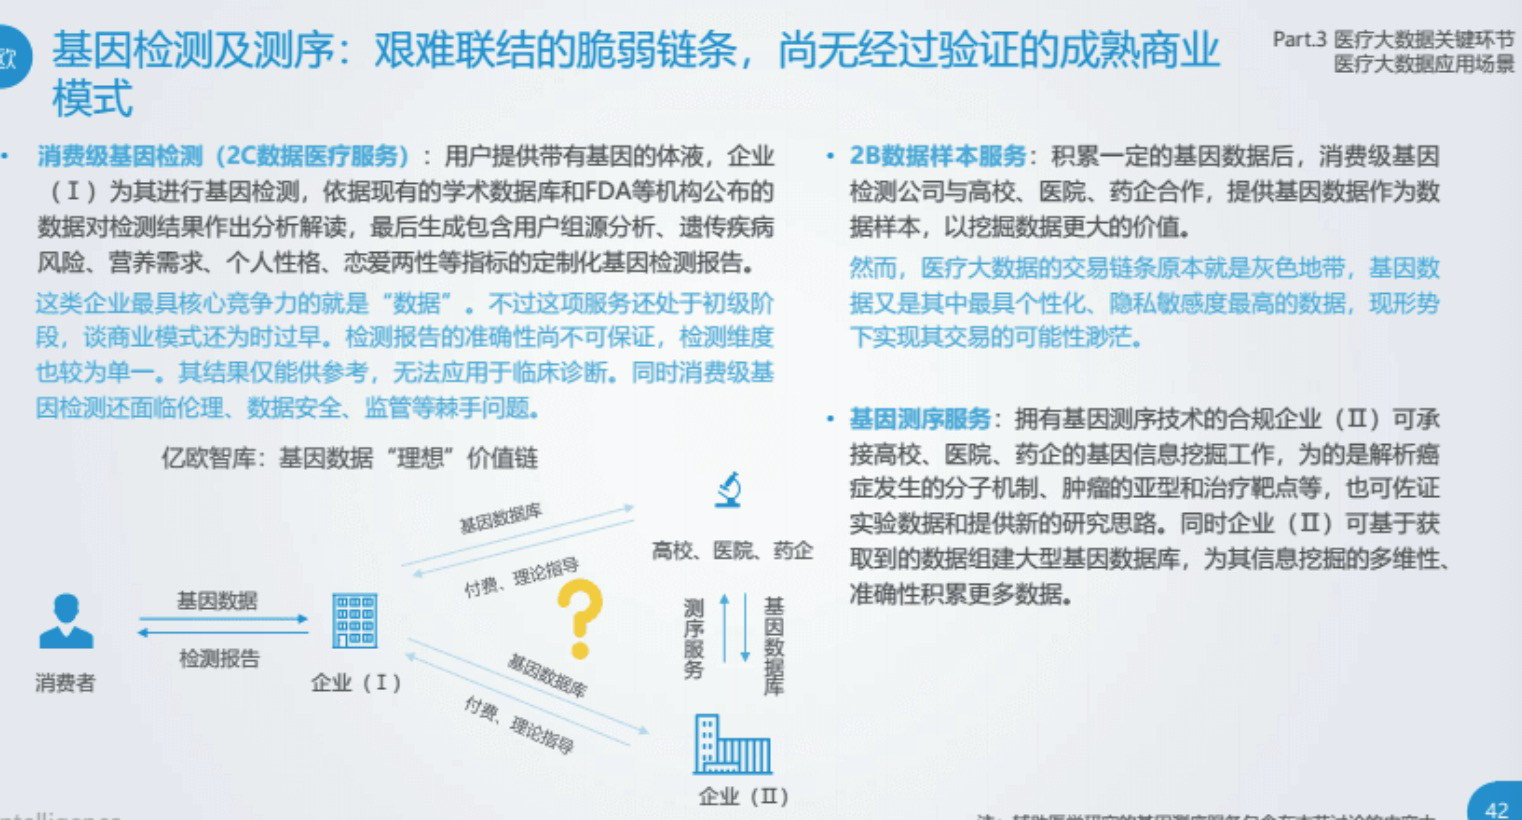 欧
基因检测及测序：艰难联结的脆弱链条，尚无经过验证的成熟商业
模式
Part.3 医疗大数据关键环节
医疗大数据应用场景
• 消费级基因检测（2C数据医疗服务）：用户提供带有基因的体液，企业
（Ⅰ）为其进行基因检测，依据现有的学术数据库和FDA等机构公布的
数据对检测结果作出分析解读，最后生成包含用户组源分析、遗传疾病
风险、营养需求、个人性格、恋爱两性等指标的定制化基因检测报告。
这类企业最具核心竞争力的就是“数据”。不过这项服务还处于初级阶
段，谈商业模式还为时过早。检测报告的准确性尚不可保证，检测维度
也较为单一。其结果仅能供参考，无法应用于临床诊断。同时消费级基
因检测还面临伦理、数据安全、监管等棘手问题。
亿欧智库：基因数据“理想”价值链
消费者
基因数据
检测报告
企业（Ⅰ）
基因数据库
付费、理论指导
基因数据库
付费、理论指导
高校、医院、药企
测序服务
基因数据库
企业（Ⅱ）
• 2B数据样本服务：积累一定的基因数据后，消费级基因
检测公司与高校、医院、药企合作，提供基因数据作为数
据样本，以挖掘数据更大的价值。
然而，医疗大数据的交易链条原本就是灰色地带，基因数
据又是其中最具个性化、隐私敏感度最高的数据，现形势
下实现其交易的可能性渺茫。
• 基因测序服务：拥有基因测序技术的合规企业（Ⅱ）可承
接高校、医院、药企的基因信息挖掘工作，为的是解析癌
症发生的分子机制、肿瘤的亚型和治疗靶点等，也可佐证
实验数据和提供新的研究思路。同时企业（Ⅱ）可基于获
取到的数据组建大型基因数据库，为其信息挖掘的多维性、
准确性积累更多数据。
42